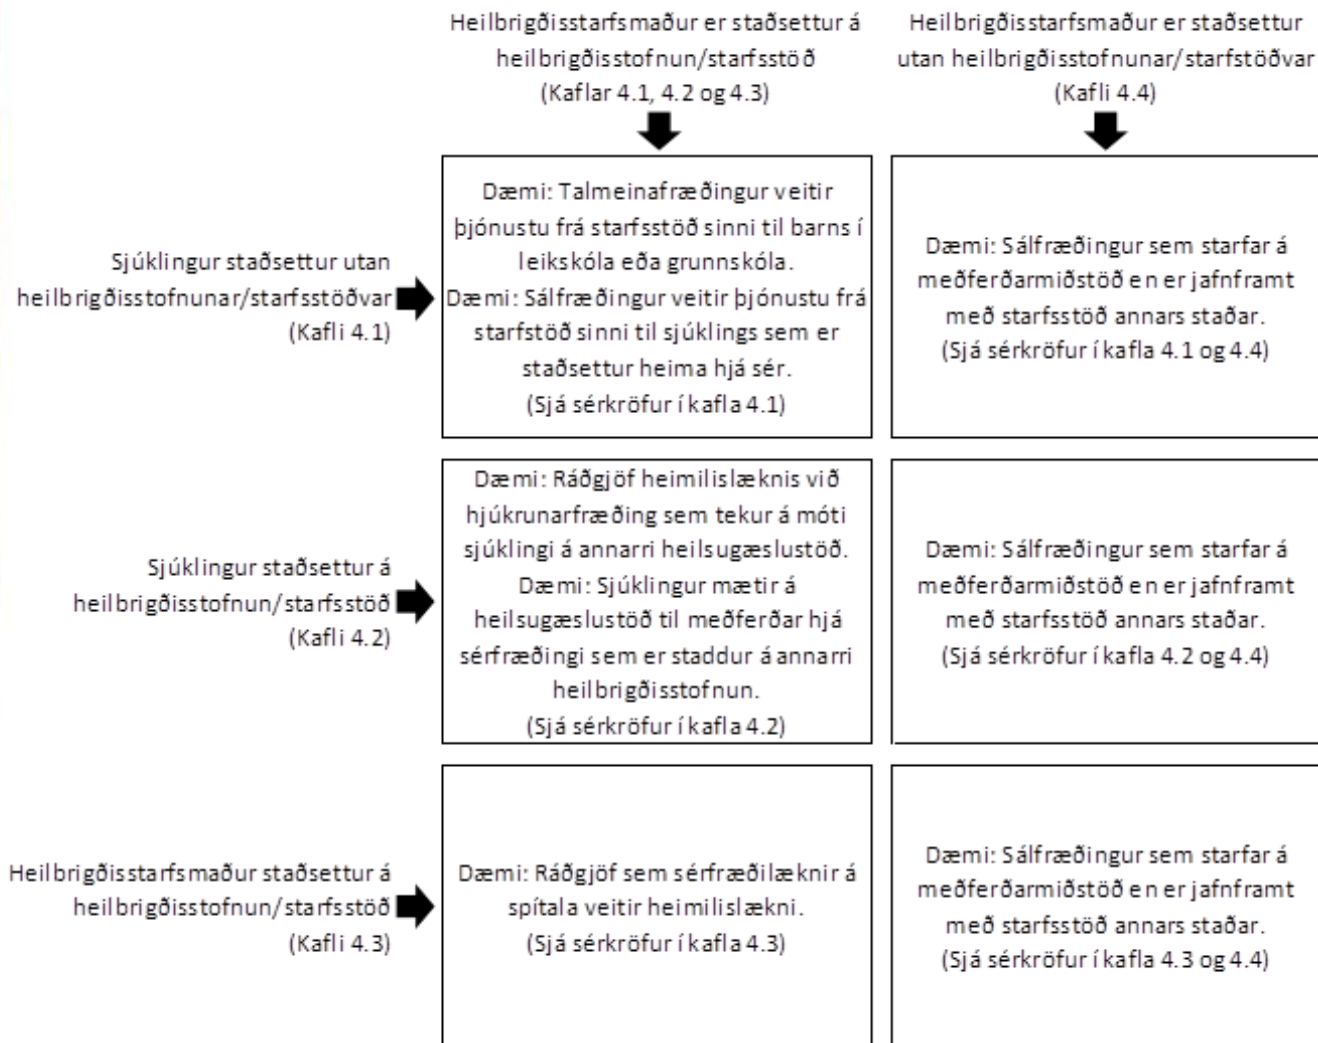 Heilbrigðisstarfsmaður er staðsettur á
heilbrigðisstofnun/starfsstöð
(Kaflar 4.1, 4.2 og 4.3)
Heilbrigðisstarfsmaður er staðsettur
utan heilbrigðisstofnunar/starfstöðvar
(Kafli 4.4)
Sjúklingur staðsettur utan
heilbrigðisstofnunar/starfsstöðvar
(Kafli 4.1)
Dæmi: Talmeinafræðingur veitir
þjónustu frá starfsstöð sinni til barns í
leikskóla eða grunnskóla.
Dæmi: Sálfræðingur veitir þjónustu frá
starfstöð sinni til sjúklings sem er
staðsettur heima hjá sér.
(Sjá sérkröfur í kafla 4.1)
Dæmi: Sálfræðingur sem starfar á
meðferðarmiðstöð en er jafnframt
með starfsstöð annars staðar.
(Sjá sérkröfur í kafla 4.1 og 4.4)
Sjúklingur staðsettur á
heilbrigðisstofnun/starfsstöð
(Kafli 4.2)
Dæmi: Ráðgjöf heimilislæknis við
hjúkrunarfræðing sem tekur á móti
sjúklingi á annarri heilsugæslustöð.
Dæmi: Sjúklingur mætir á
heilsugæslustöð til meðferðar hjá
sérfræðingi sem er staddur á annarri
heilbrigðisstofnun.
(Sjá sérkröfur í kafla 4.2)
Dæmi: Sálfræðingur sem starfar á
meðferðarmiðstöð en er jafnframt
með starfsstöð annars staðar.
(Sjá sérkröfur í kafla 4.2 og 4.4)
Heilbrigðisstarfsmaður staðsettur á
heilbrigðisstofnun/starfsstöð
(Kafli 4.3)
Dæmi: Ráðgjöf sem sérfræðilæknir á
spítala veitir heimilislækni.
(Sjá sérkröfur í kafla 4.3)
Dæmi: Sálfræðingur sem starfar á
meðferðarmiðstöð en er jafnframt
með starfsstöð annars staðar.
(Sjá sérkröfur í kafla 4.3 og 4.4)